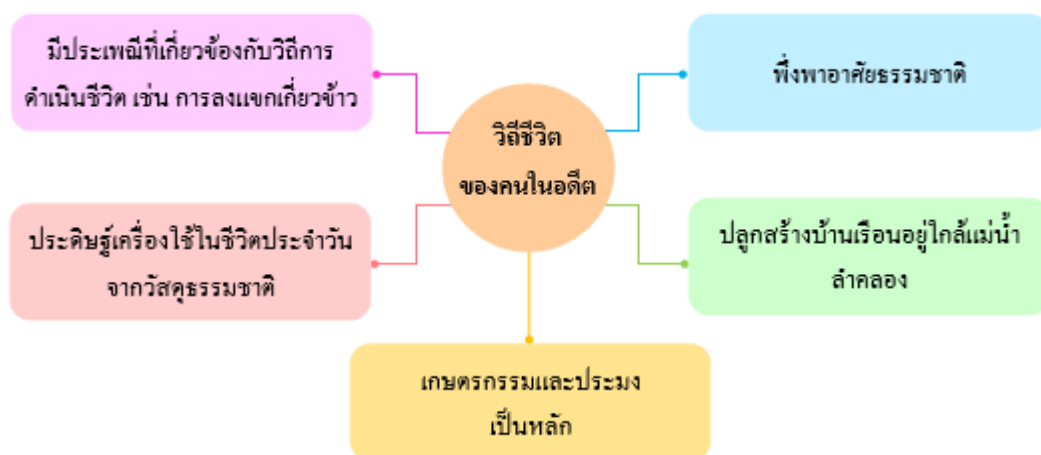 มีประเพณีที่เกี่ยวข้องกับวิถีการ
ดำเนินชีวิต เช่น การลงแขกเกี่ยวข้าว
พึ่งพาอาศัยธรรมชาติ
วิถีชีวิต
ของคนในอดีต
ประดิษฐ์เครื่องใช้ในชีวิตประจำวัน
จากวัสดุธรรมชาติ
ปลูกสร้างบ้านเรือนอยู่ใกล้แม่น้ำ
ลำคลอง
เกษตรกรรมและประมง
เป็นหลัก